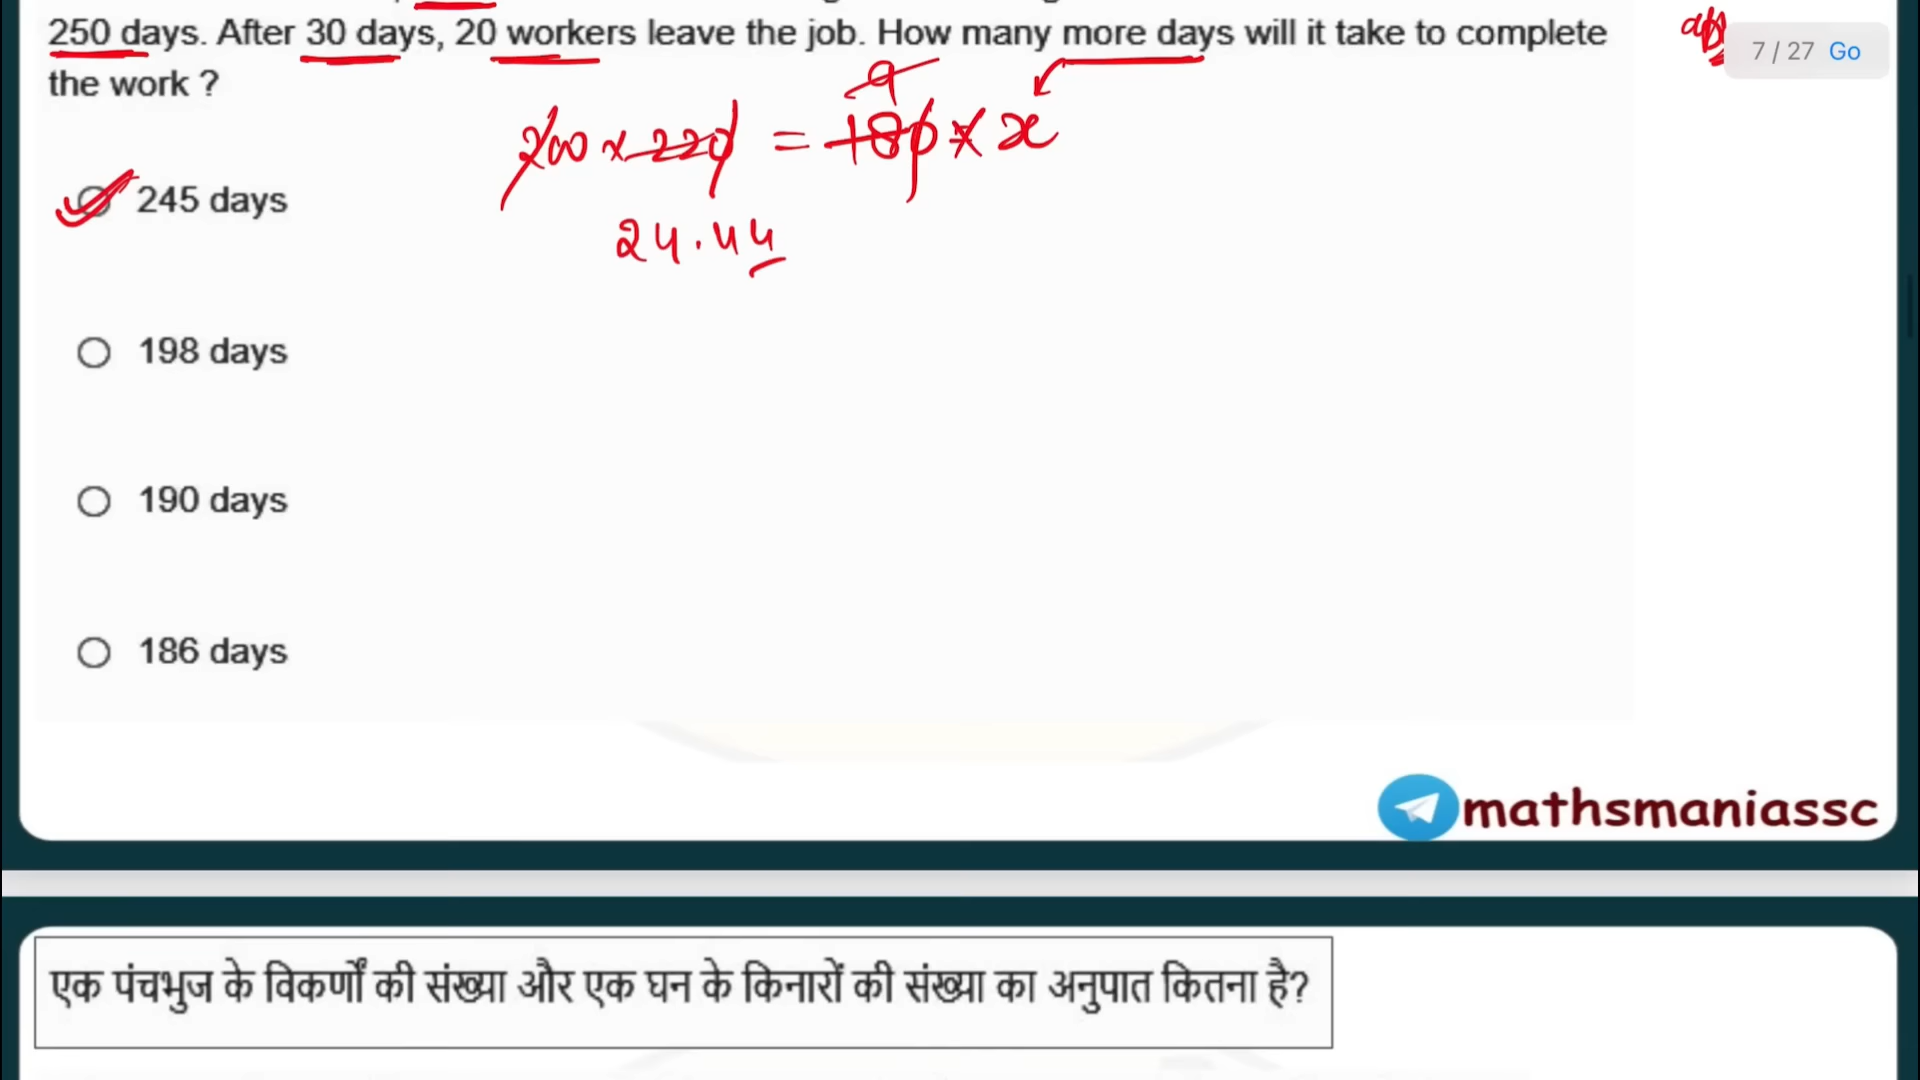 250 days. After 30 days, 20 workers leave the job. How many more days will it take to complete
7 / 27 Go
the work ?
9
200 x 220 = 180 x x
245 days
24.44
198 days
190 days
186 days
mathsmaniassc
एक पंचभुज के विकर्णों की संख्या और एक घन के किनारों की संख्या का अनुपात कितना है?